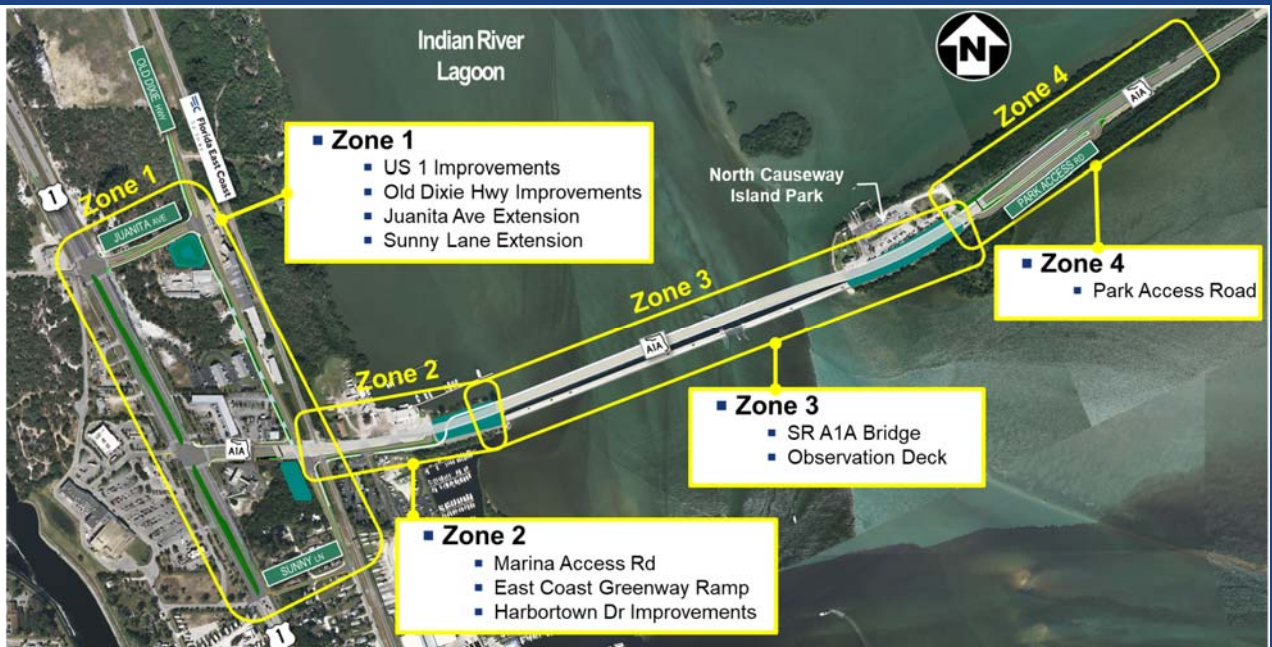 Indian River
Lagoon
N
OLD DIXIE HWY
Florida East Coast
Zone 1
1
JUANITA AVE
Zone 1
US 1 Improvements
Old Dixie Hwy Improvements
Juanita Ave Extension
Sunny Lane Extension
North Causeway
Island Park
Zone 4
A1A
PARK ACCESS RD
Zone 4
Park Access Road
Zone 3
A1A
Zone 2
A1A
Zone 3
SR A1A Bridge
Observation Deck
SUNNY LN
1
Zone 2
Marina Access Rd
East Coast Greenway Ramp
Harbortown Dr Improvements